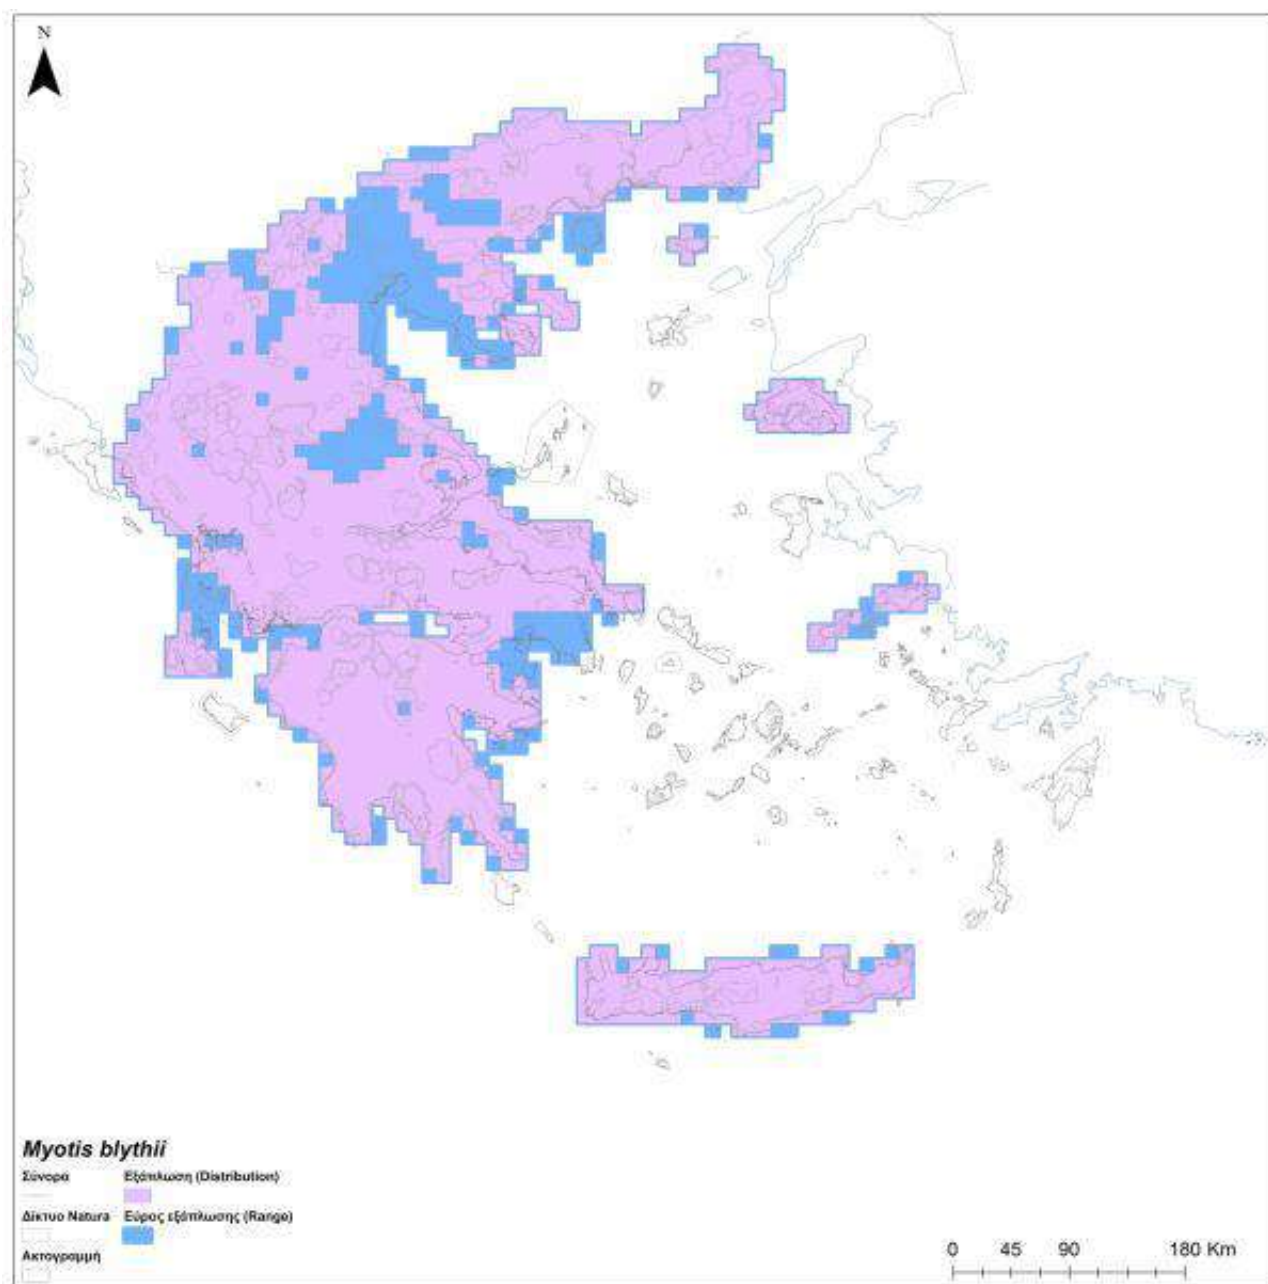 N
Myotis blythii
Σύνορα Εξάπλωση (Distribution)
Δίκτυο Natura Εύρος εξάπλωσης (Range)
Ακτογραμμή
0 45 90 180 Km